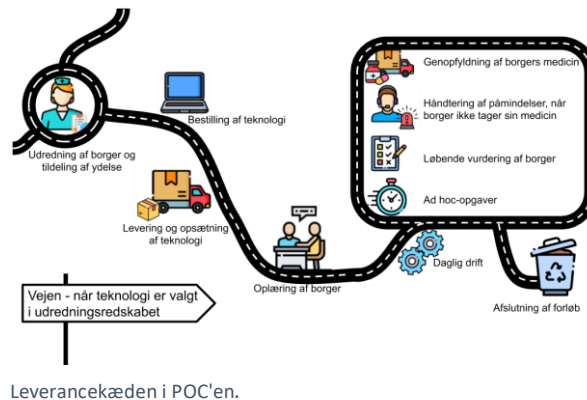 Udredning af borger og
tildeling af ydelse
Bestilling af teknologi
Levering og opsætning
af teknologi
Oplæring af borger
Daglig drift
Genopfyldning af borgers medicin
Håndtering af påmindelser, når
borger ikke tager sin medicin
Løbende vurdering af borger
Ad hoc-opgaver
Afslutning af forløb
Vejen - når teknologi er valgt
i udredningsredskabet
Leverancekæden i POC'en.